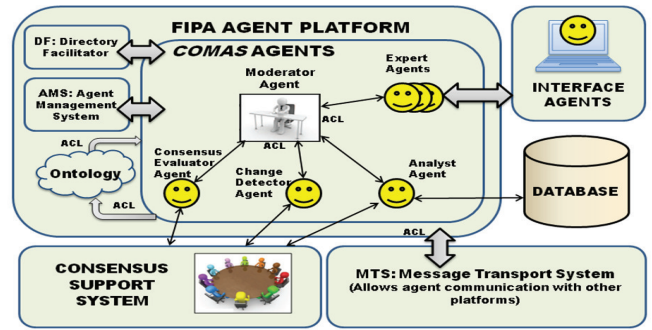 FIPA AGENT PLATFORM
DF: Directory
Facilitator
COMAS AGENTS
Moderator
Agent
Expert
Agents
INTERFACE
AGENTS
AMS: Agent
Management
System
ACL
ACL
ACL
Ontology
Consensus
Evaluator
Agent
Change
Detector
Agent
Analyst
Agent
DATABASE
ACL
ACL
CONSENSUS
SUPPORT
SYSTEM
MTS: Message Transport System
(Allows agent communication with other
platforms)